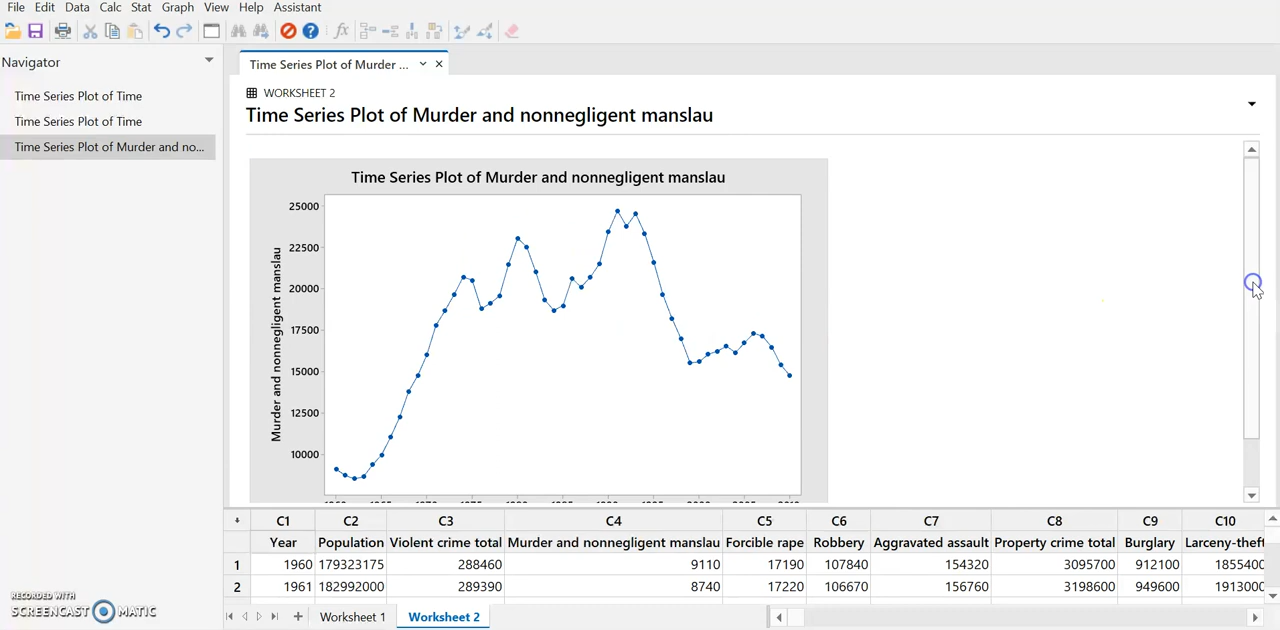 File Edit Data Calc Stat Graph View Help Assistant
fx
Navigator
Time Series Plot of Time
Time Series Plot of Time
Time Series Plot of Murder and no...
Time Series Plot of Murder ...
WORKSHEET 2
Time Series Plot of Murder and nonnegligent manslau
Time Series Plot of Murder and nonnegligent manslau
Murder and nonnegligent manslau
25000
22500
20000
17500
15000
12500
10000
C1 C2 C3 C4 C5 C6 C7 C8 C9 C10
Year Population Violent crime total Murder and nonnegligent manslau Forcible rape Robbery Aggravated assault Property crime total Burglary Larceny-theft
1 1960 179323175 288460 9110 17190 107840 154320 3095700 912100 1855400
2 1961 182992000 289390 8740 17220 106670 156760 3198600 949600 1913000
Worksheet 1 Worksheet 2
RECORDED WITH
SCREENCAST MATIC